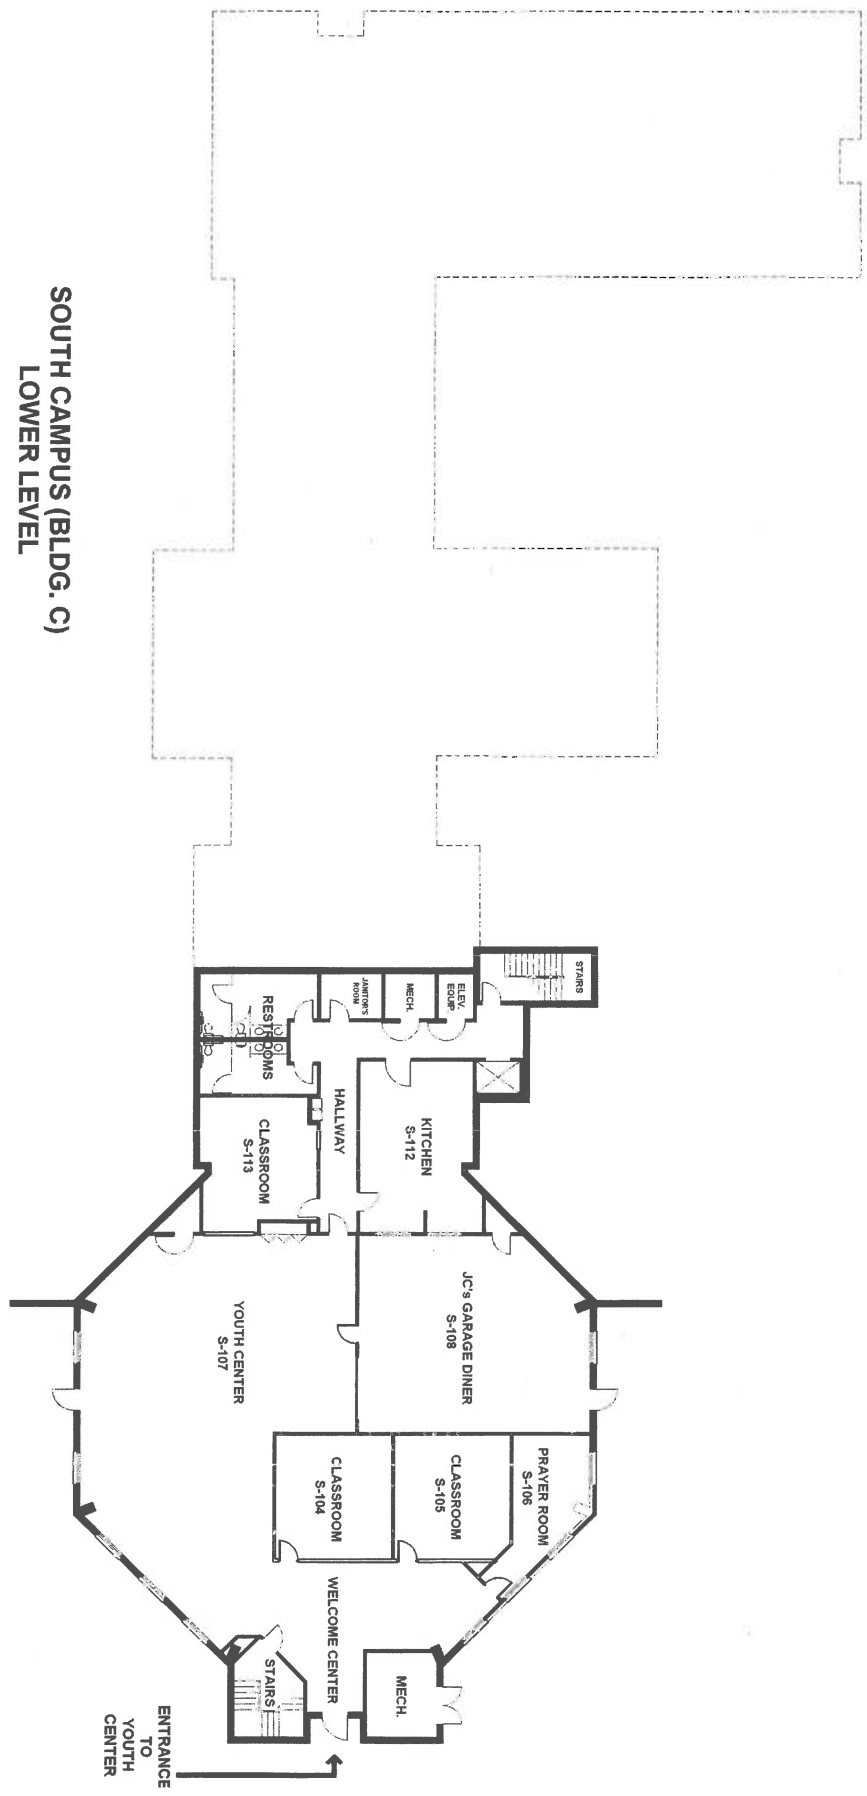 SOUTH CAMPUS (BLDG. C)
LOWER LEVEL
STAIRS
ELEV.
EQUIP
MECH.
JANITOR'S
ROOM
RESTROOMS
HALLWAY
KITCHEN
S-112
CLASSROOM
S-113
JC's GARAGE DINER
S-108
YOUTH CENTER
S-107
PRAYER ROOM
S-106
CLASSROOM
S-105
CLASSROOM
S-104
WELCOME CENTER
MECH.
STAIRS
ENTRANCE
TO
YOUTH
CENTER